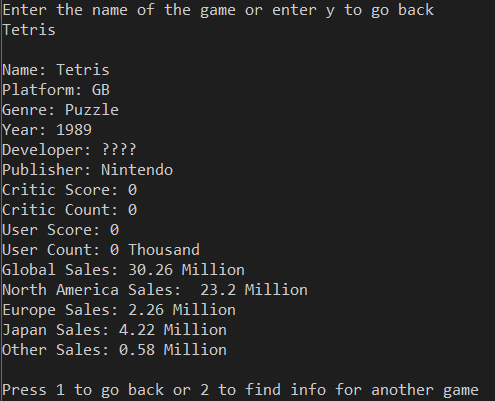 Enter the name of the game or enter y to go back
Tetris
Name: Tetris
Platform: GB
Genre: Puzzle
Year: 1989
Developer: ????
Publisher: Nintendo
Critic Score: 0
Critic Count: 0
User Score: 0
User Count: 0 Thousand
Global Sales: 30.26 Million
North America Sales:  23.2 Million
Europe Sales: 2.26 Million
Japan Sales: 4.22 Million
Other Sales: 0.58 Million
Press 1 to go back or 2 to find info for another game